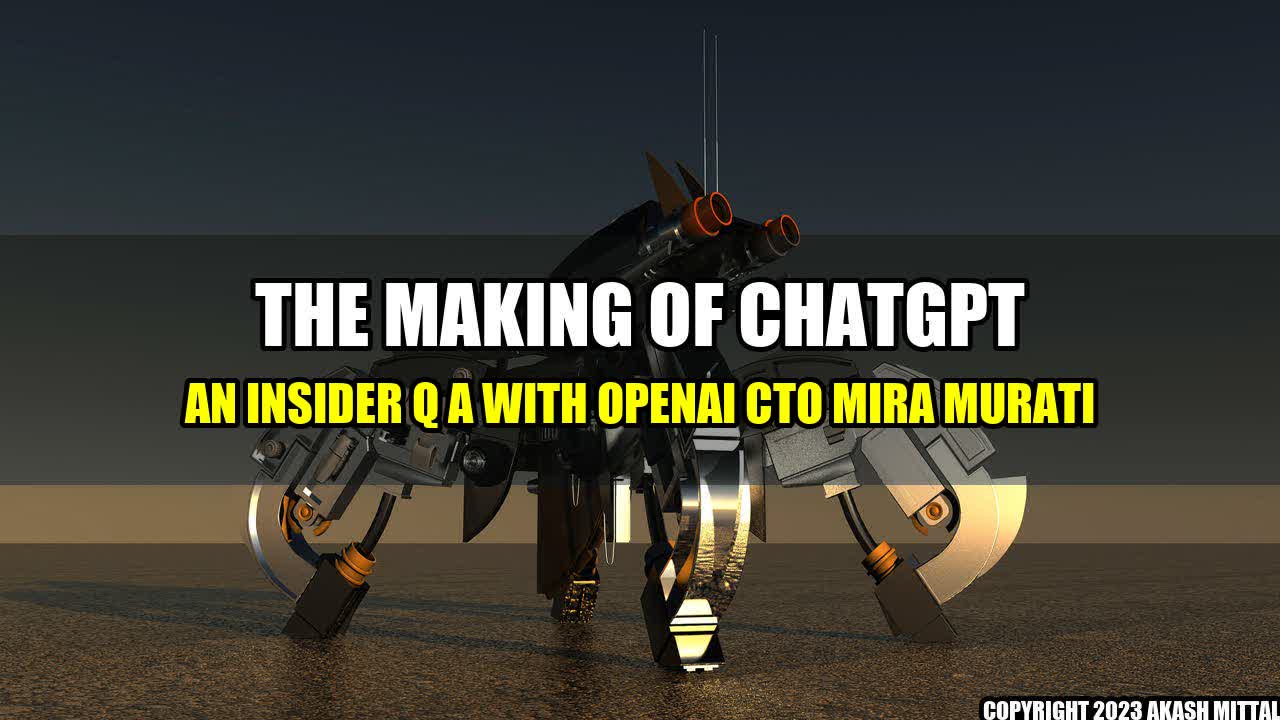 THE MAKING OF CHATGPT
AN INSIDER Q A WITH OPENAI CTO MIRA MURATI
COPYRIGHT 2023 AKASH MITTAL